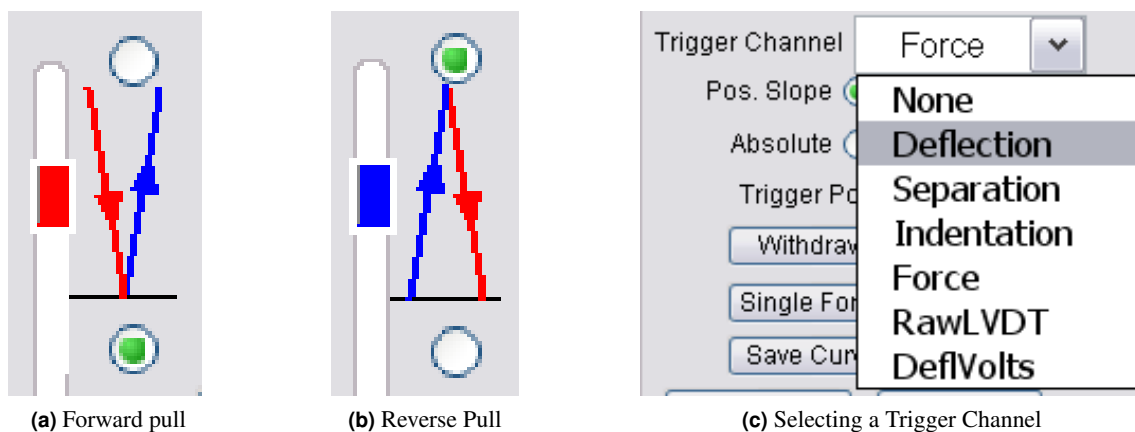 Trigger Channel Force
None
Pos. Slope
Deflection
Absolute
Separation
Trigger Po
Indentation
Withdraw
Force
Single For
RawLVDT
Save Cur
DeflVolts
(a) Forward pull
(b) Reverse Pull
(c) Selecting a Trigger Channel